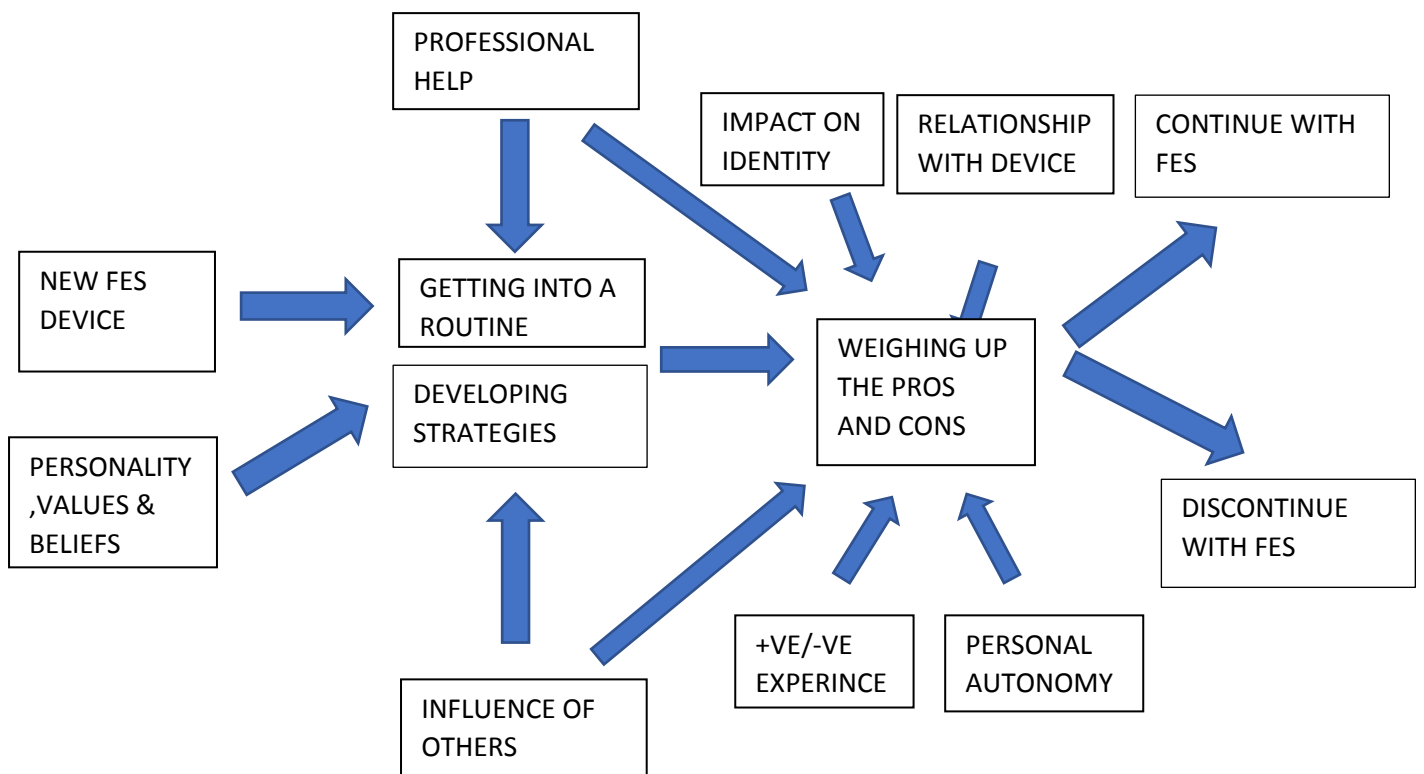 PROFESSIONAL
HELP
IMPACT ON
IDENTITY
RELATIONSHIP
WITH DEVICE
CONTINUE WITH
FES
NEW FES
DEVICE
GETTING INTO A
ROUTINE
DEVELOPING
STRATEGIES
WEIGHING UP
THE PROS
AND CONS
PERSONALITY
,VALUES &
BELIEFS
DISCONTINUE
WITH FES
INFLUENCE OF
OTHERS
+VE/-VE
EXPERINCE
PERSONAL
AUTONOMY